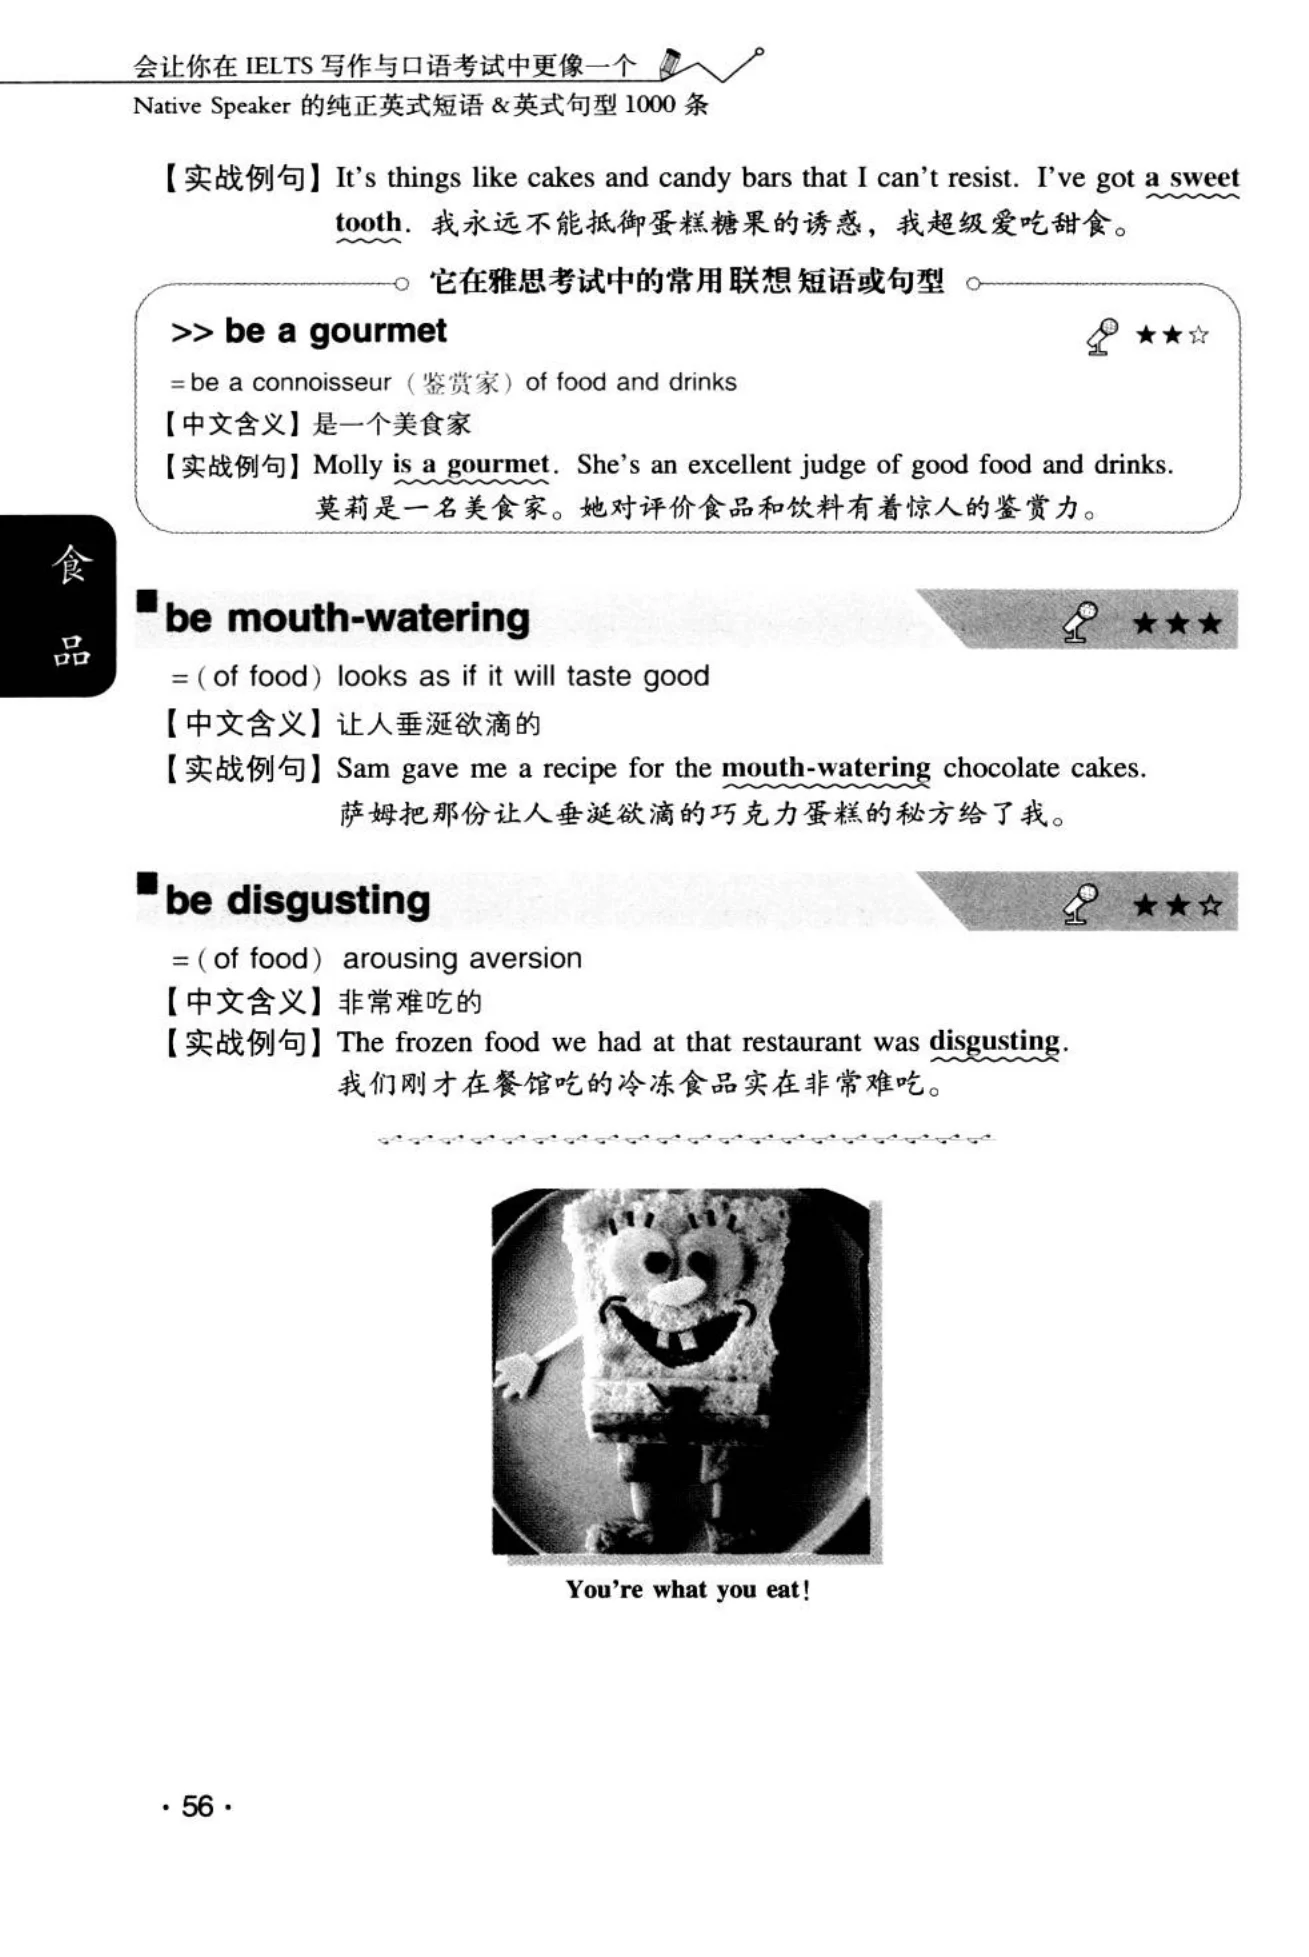 会让你在 IELTS 写作与口语考试中更像一个
Native Speaker 的纯正英式短语 &英式句型 1000 条
【实战例句】It's things like cakes and candy bars that I can't resist. I've got a sweet
tooth. 我永远不能抵御蛋糕糖果的诱惑，我超级爱吃甜食。
它在雅思考试中的常用联想短语或句型
>> be a gourmet ★★☆
=be a connoisseur（鉴赏家）of food and drinks
【中文含义】是一个美食家
【实战例句】Molly is a gourmet. She's an excellent judge of good food and drinks.
莫莉是一名美食家。她对评价食品和饮料有着惊人的鉴赏力。
食品
■be mouth-watering ★★★
=(of food) looks as if it will taste good
【中文含义】让人垂涎欲滴的
【实战例句】Sam gave me a recipe for the mouth-watering chocolate cakes.
萨姆把那份让人垂涎欲滴的巧克力蛋糕的秘方给了我。
■be disgusting ★★☆
=(of food) arousing aversion
【中文含义】非常难吃的
【实战例句】The frozen food we had at that restaurant was disgusting.
我们刚才在餐馆吃的冷冻食品实在非常难吃。
You're what you eat!
· 56 ·